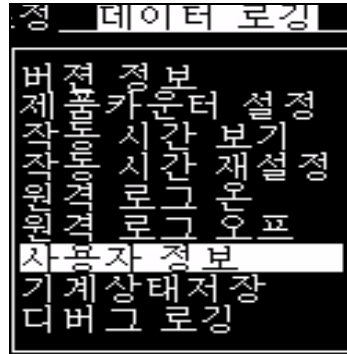 정 데이터 로깅
버젼 정보
제품카운터 설정
작동 시간 보기
작동 시간 재설정
원격 로그 온
원격 로그 오프
사용자 정보
기계상태저장
디버그 로깅